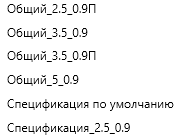 Общий_2.5_0.9П
Общий_3.5_0.9
Общий_3.5_0.9П
Общий_5_0.9
Спецификация по умолчанию
Спецификация_2.5_0.9